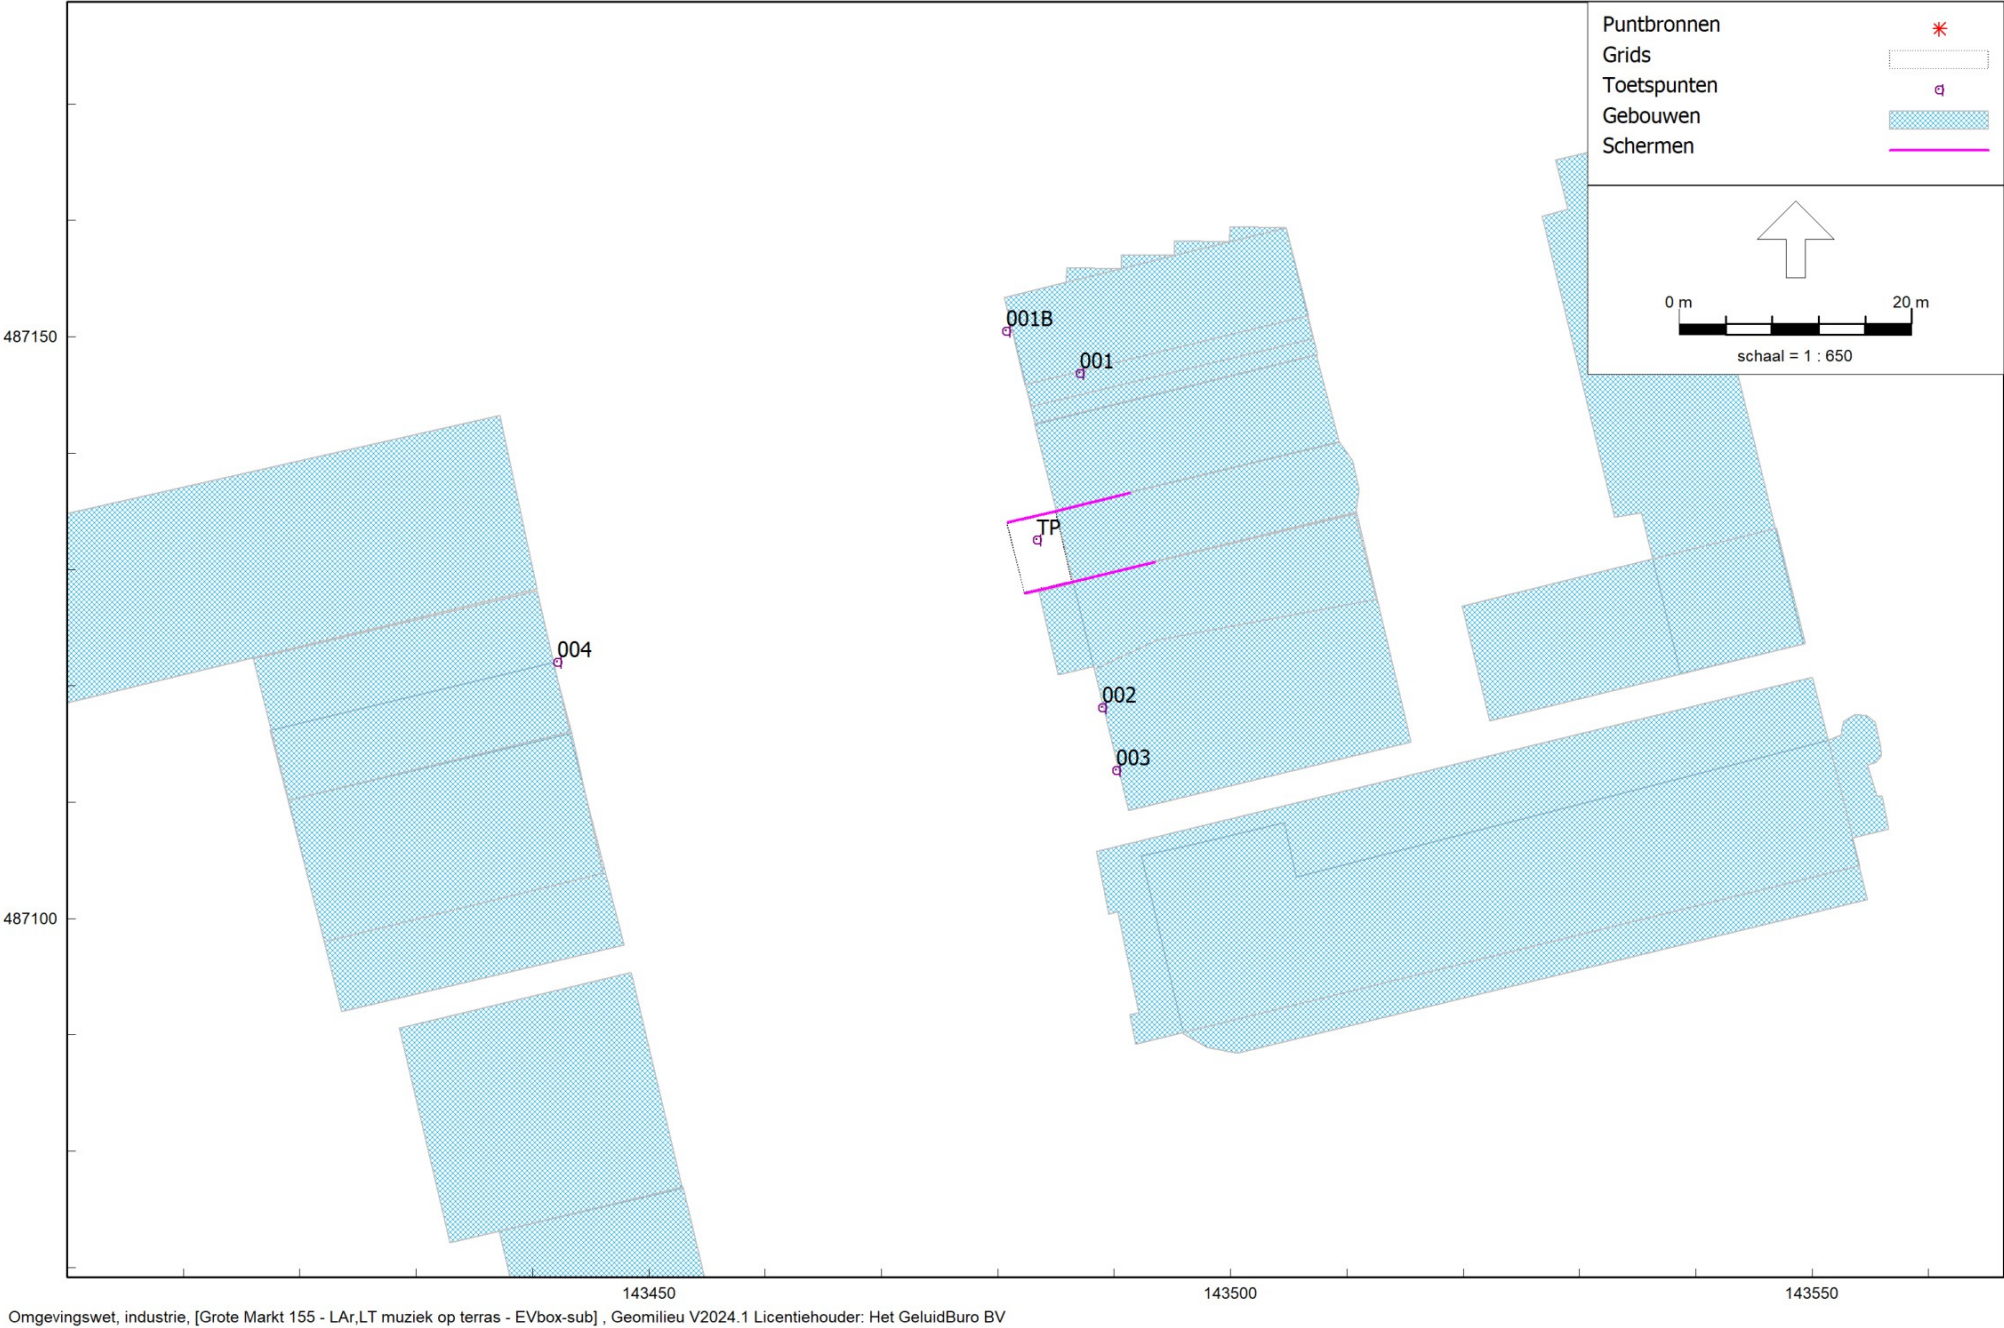 Puntbronnen
Grids
Toetspunten
Gebouwen
Schermen
0 m 20 m
schaal = 1 : 650
487150
487100
001B
001
TP
004
002
003
143450 143500 143550
Omgevingswet, industrie, [Grote Markt 155 - LAr,LT muziek op terras - EVbox-sub] , Geomilieu V2024.1 Licentiehouder: Het GeluidBuro BV